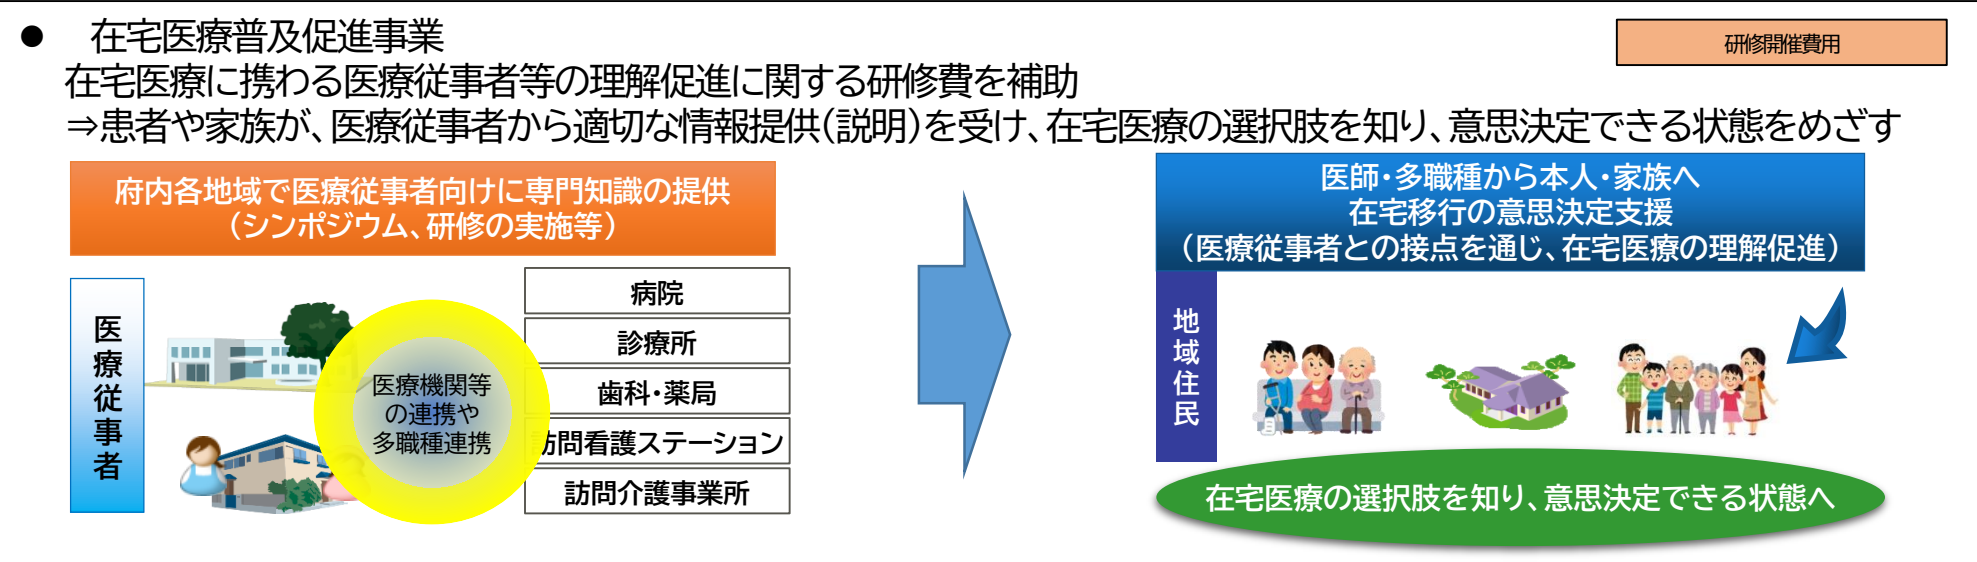 ● 在宅医療普及促進事業
研修開催費用
在宅医療に携わる医療従事者等の理解促進に関する研修費を補助
⇒患者や家族が、医療従事者から適切な情報提供(説明)を受け、在宅医療の選択肢を知り、意思決定できる状態をめざす
府内各地域で医療従事者向けに専門知識の提供
(シンポジウム、研修の実施等)
医療従事者
医療機関等
の連携や
多職種連携
病院
診療所
歯科・薬局
訪問看護ステーション
訪問介護事業所
医師・多職種から本人・家族へ
在宅移行の意思決定支援
(医療従事者との接点を通じ、在宅医療の理解促進)
地域住民
在宅医療の選択肢を知り、意思決定できる状態へ